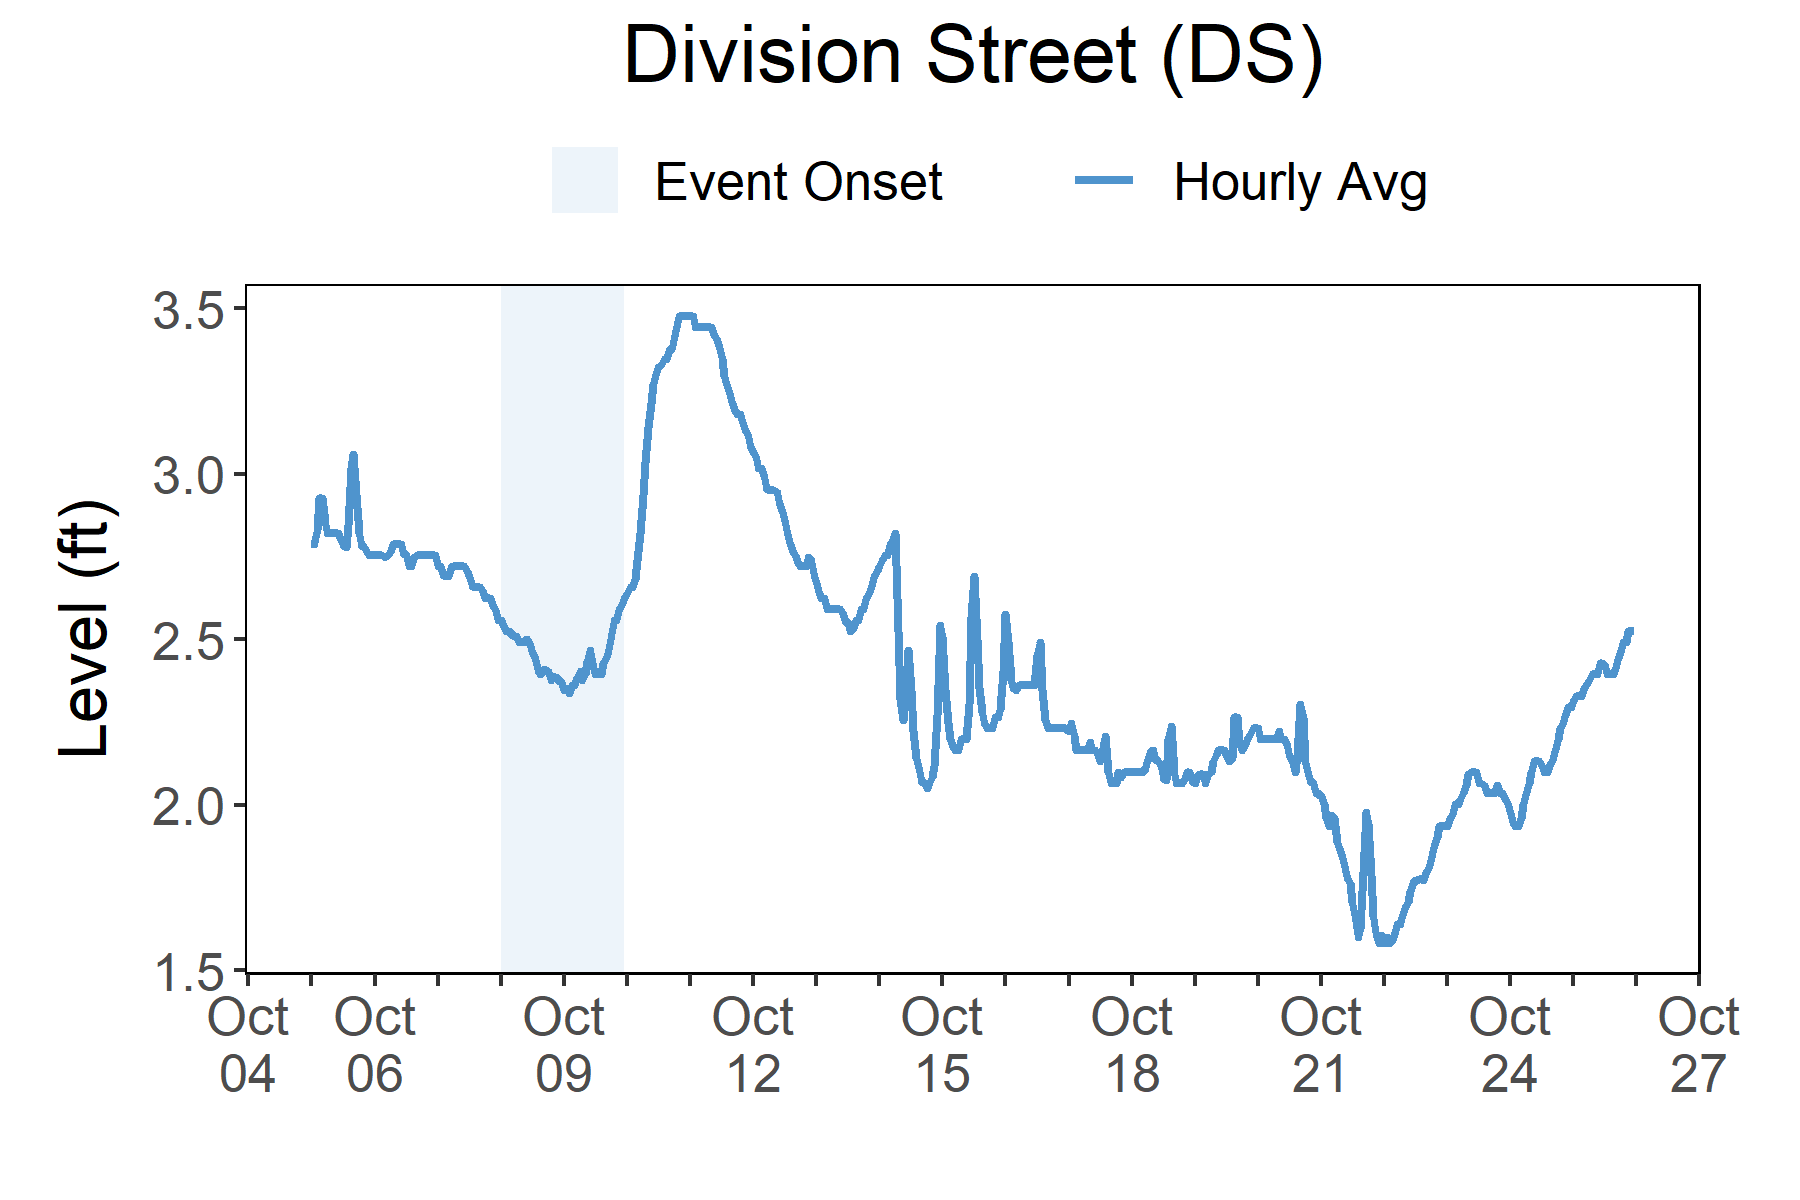 Division Street (DS)
Event Onset Hourly Avg
Level (ft)
3.5
3.0
2.5
2.0
1.5
Oct Oct Oct Oct Oct Oct Oct Oct Oct
04 06 09 12 15 18 21 24 27